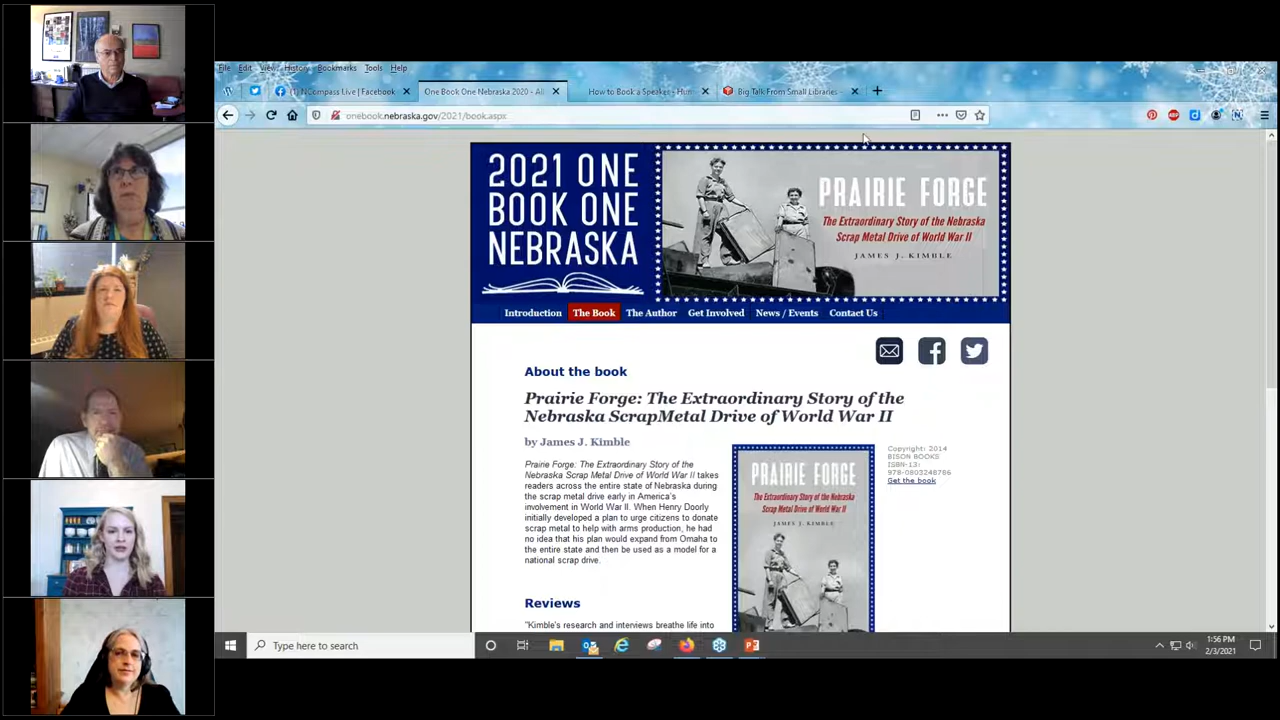 File Edit View History Bookmarks Tools Help
(1) NCompass Live | Facebook
One Book One Nebraska 2020 - All
How to Book a Speaker - Hum
Big Talk From Small Libraries -
onebook.nebraska.gov/2021/book.aspx
2021 ONE
BOOK ONE
NEBRASKA
PRAIRIE FORGE
The Extraordinary Story of the Nebraska
Scrap Metal Drive of World War II
JAMES J. KIMBLE
Introduction The Book The Author Get Involved News / Events Contact Us
About the book
Prairie Forge: The Extraordinary Story of the
Nebraska ScrapMetal Drive of World War II
by James J. Kimble
Prairie Forge: The Extraordinary Story of the
Nebraska Scrap Metal Drive of World War II takes
readers across the entire state of Nebraska during
the scrap metal drive early in America's
involvement in World War II. When Henry Doorly
initially developed a plan to urge citizens to donate
scrap metal to help with arms production, he had
no idea that his plan would expand from Omaha to
the entire state and then be used as a model for a
national scrap drive.
PRAIRIE FORGE
The Extraordinary Story of the Nebraska
Scrap Metal Drive of World War II
JAMES J. KIMBLE
Copyright: 2014
BISON BOOKS
ISBN-13:
978-0803248786
Get the book
Reviews
"Kimble's research and interviews breathe life into
Type here to search
1:56 PM
2/3/2021